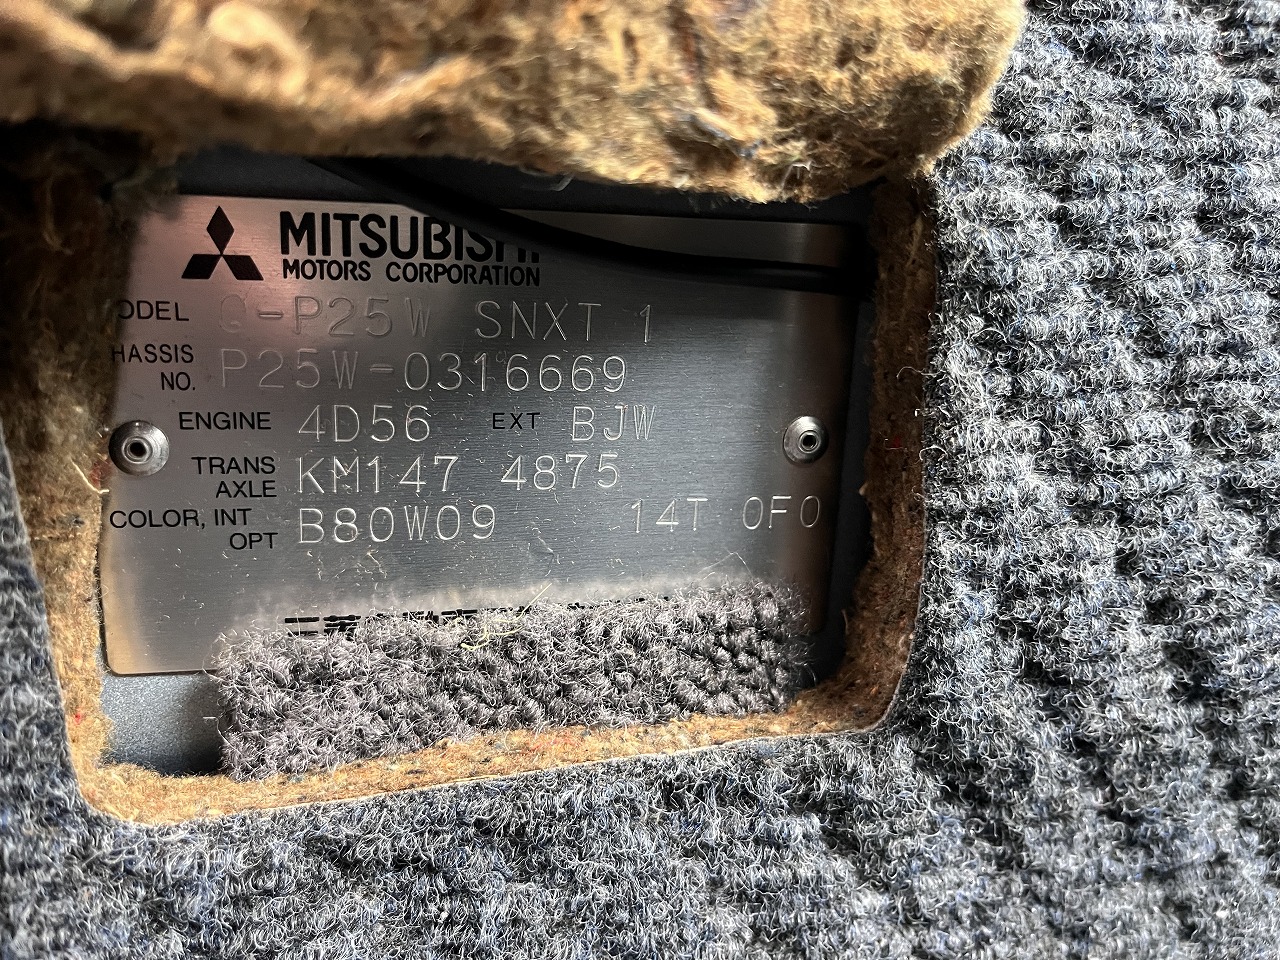 MITSUBISHI
MOTORS CORPORATION
ODEL Q-P25W SNXT 1
HASSIS
NO. P25W-0316669
ENGINE 4D56 EXT BJW
TRANS
AXLE KM147 4875
COLOR, INT
OPT B80W09 14T 0F0